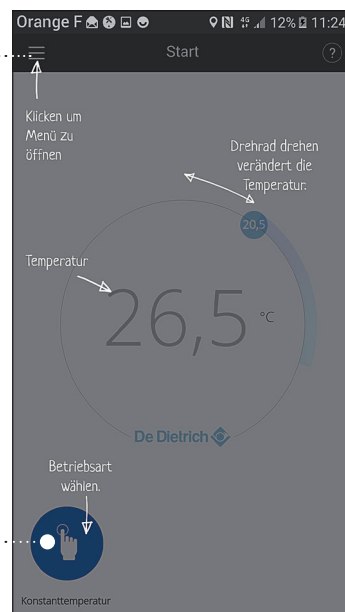 Orange F 4G 12% 11:24
Start ?
Klicken um
Menü zu
öffnen
Drehrad drehen
verändert die
Temperatur.
20,5
Temperatur
26,5 °C
De Dietrich
Betriebsart
wählen.
Konstanttemperatur